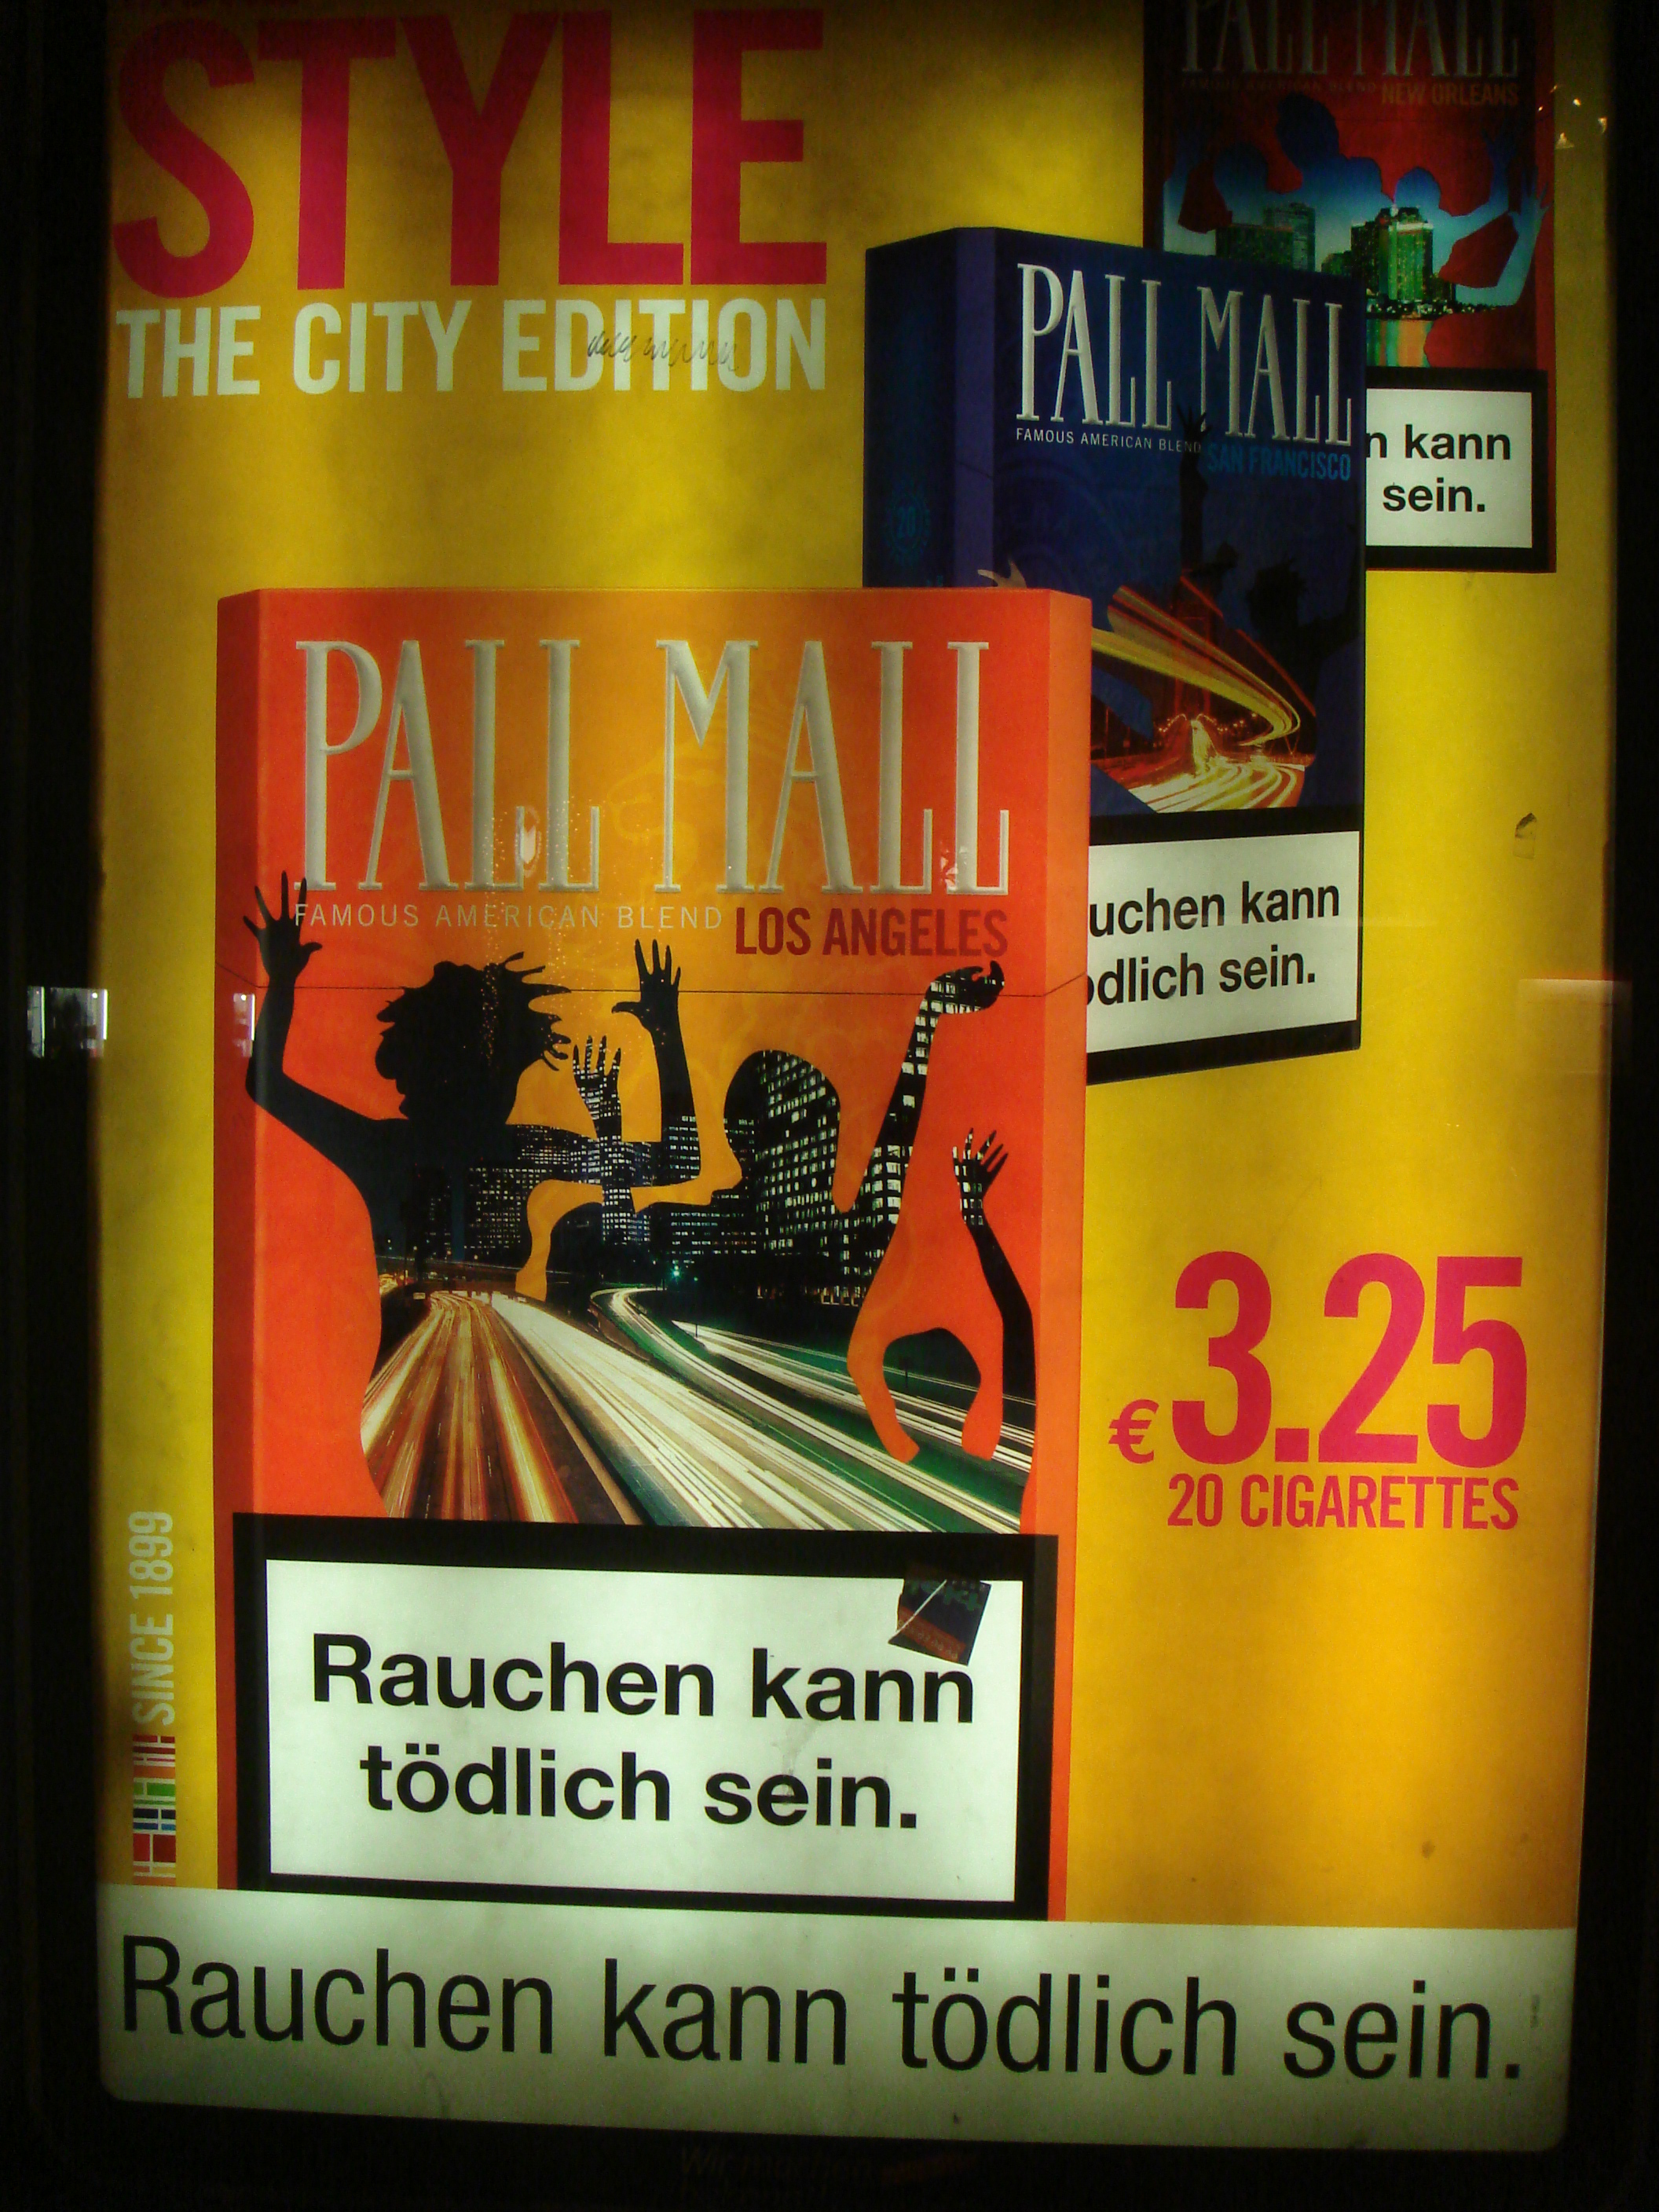 STYLE
THE CITY EDITION
PALL MALL
FAMOUS AMERICAN BLEND NEW ORLEANS
n kann
sein.
PALL MALL
FAMOUS AMERICAN BLEND SAN FRANCISCO
20
uchen kann
ödlich sein.
PALL MALL
FAMOUS AMERICAN BLEND LOS ANGELES
Rauchen kann
tödlich sein.
€3.25
20 CIGARETTES
SINCE 1899
Rauchen kann tödlich sein.